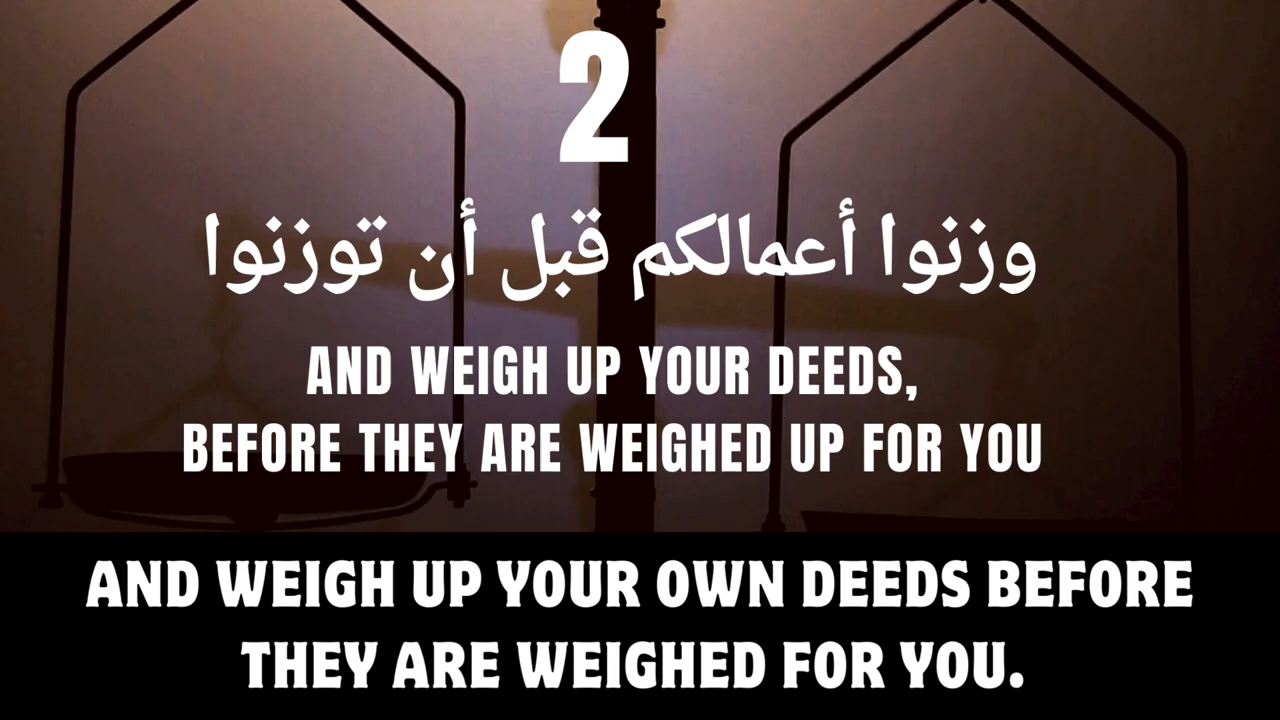 2
وزنوا أعمالكم قبل أن توزنوا
AND WEIGH UP YOUR DEEDS,
BEFORE THEY ARE WEIGHED UP FOR YOU
AND WEIGH UP YOUR OWN DEEDS BEFORE
THEY ARE WEIGHED FOR YOU.